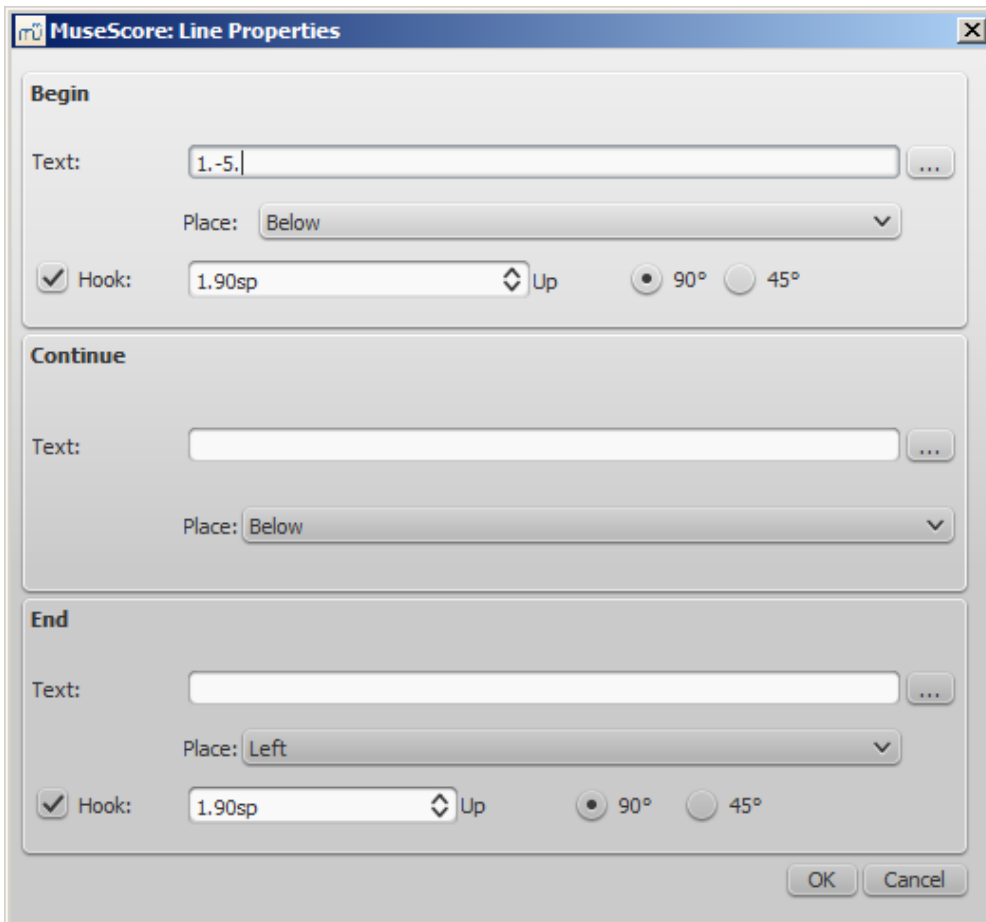 mü MuseScore: Line Properties
Begin
Text: 1.-5. ...
Place: Below
Hook: 1.90sp Up 90° 45°
Continue
Text: ...
Place: Below
End
Text: ...
Place: Left
Hook: 1.90sp Up 90° 45°
OK Cancel